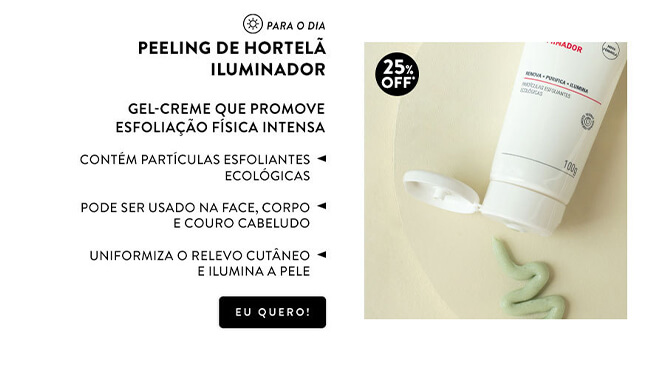 PARA O DIA
PEELING DE HORTELÃ
ILUMINADOR
GEL-CREME QUE PROMOVE
ESFOLIAÇÃO FÍSICA INTENSA
CONTÉM PARTÍCULAS ESFOLIANTES
ECOLÓGICAS
PODE SER USADO NA FACE, CORPO
E COURO CABELUDO
UNIFORMIZA O RELEVO CUTÂNEO
E ILUMINA A PELE
EU QUERO!
25%
OFF*
RENOVA • PURIFICA • ILUMINA
PARTÍCULAS ESFOLIANTES
ECOLÓGICAS
100g